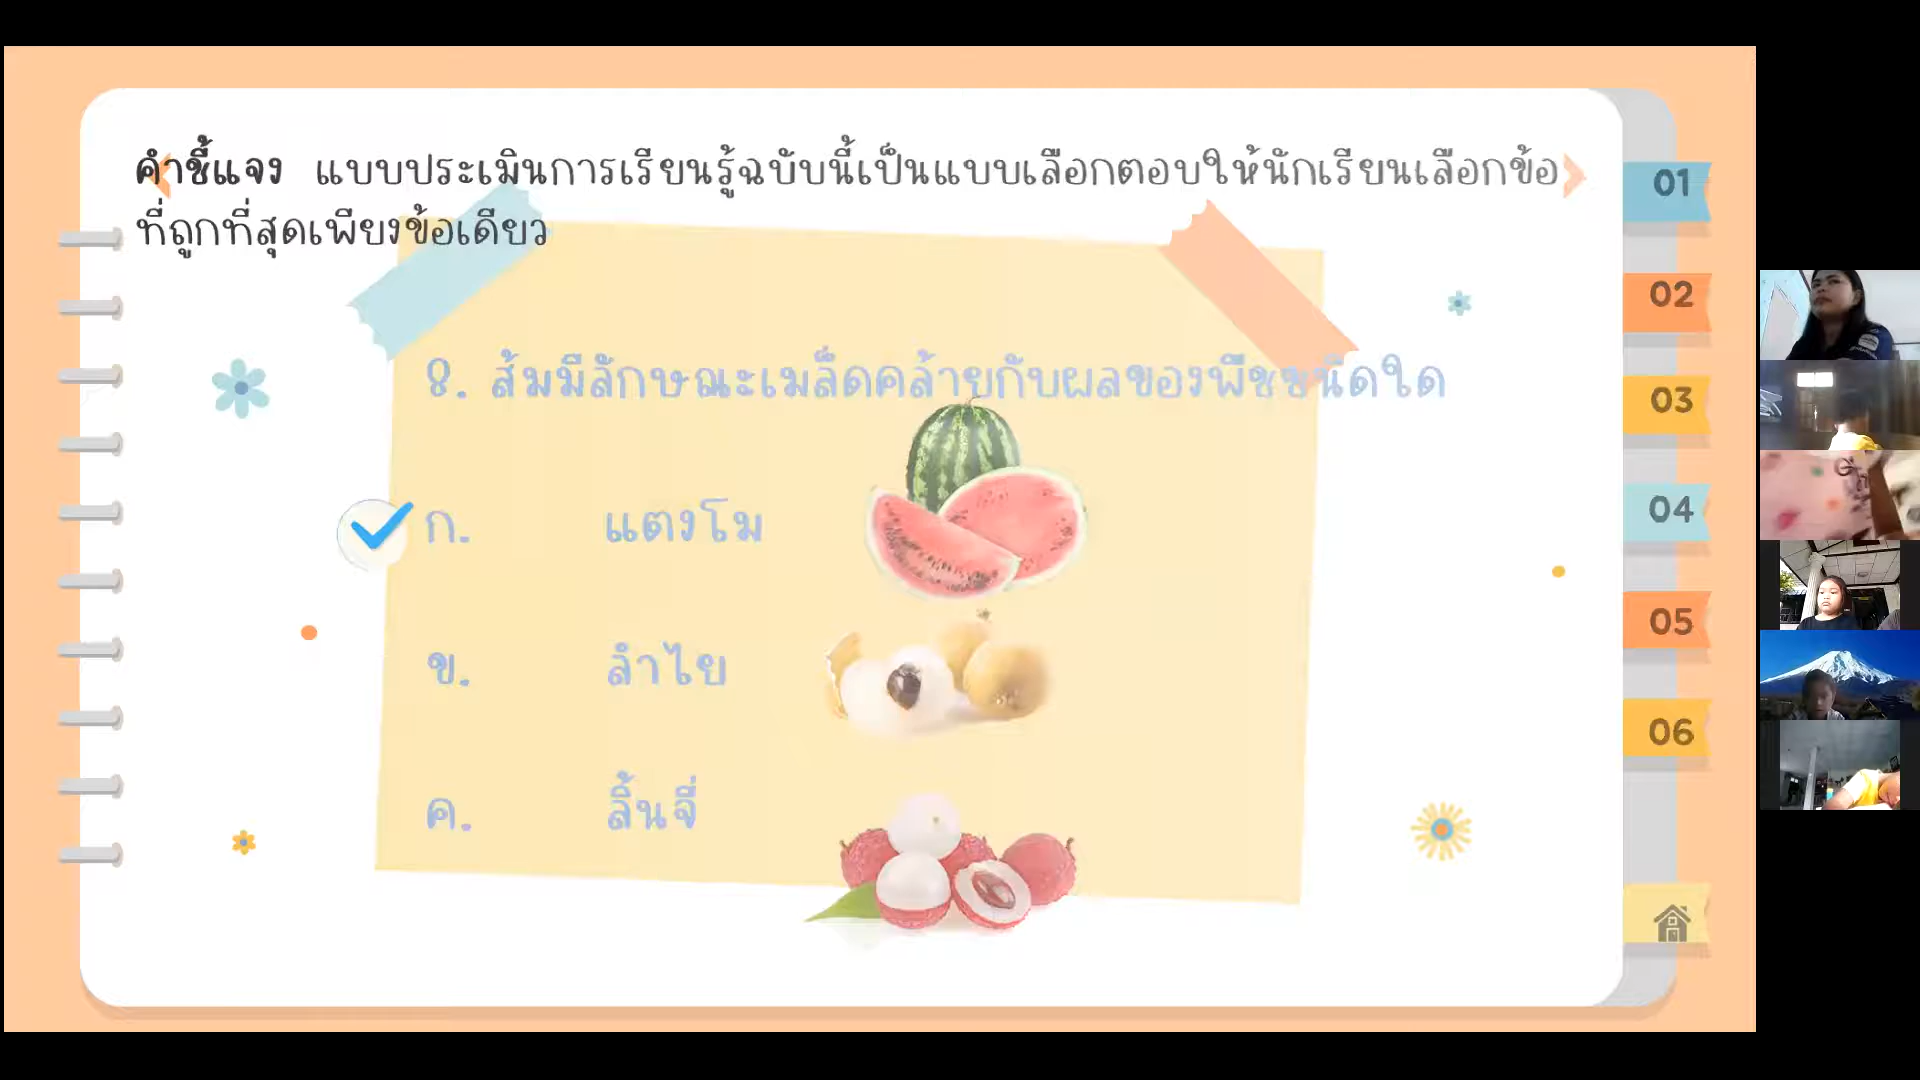 คำชี้แจง แบบประเมินการเรียนรู้ฉบับนี้เป็นแบบเลือกตอบให้นักเรียนเลือกข้อ
ที่ถูกที่สุดเพียงข้อเดียว
8. ส้มมีลักษณะเมล็ดคล้ายกับผลของพืชชนิดใด
ก. แตงโม
ข. ลำไย
ค. ลิ้นจี่
01
02
03
04
05
06